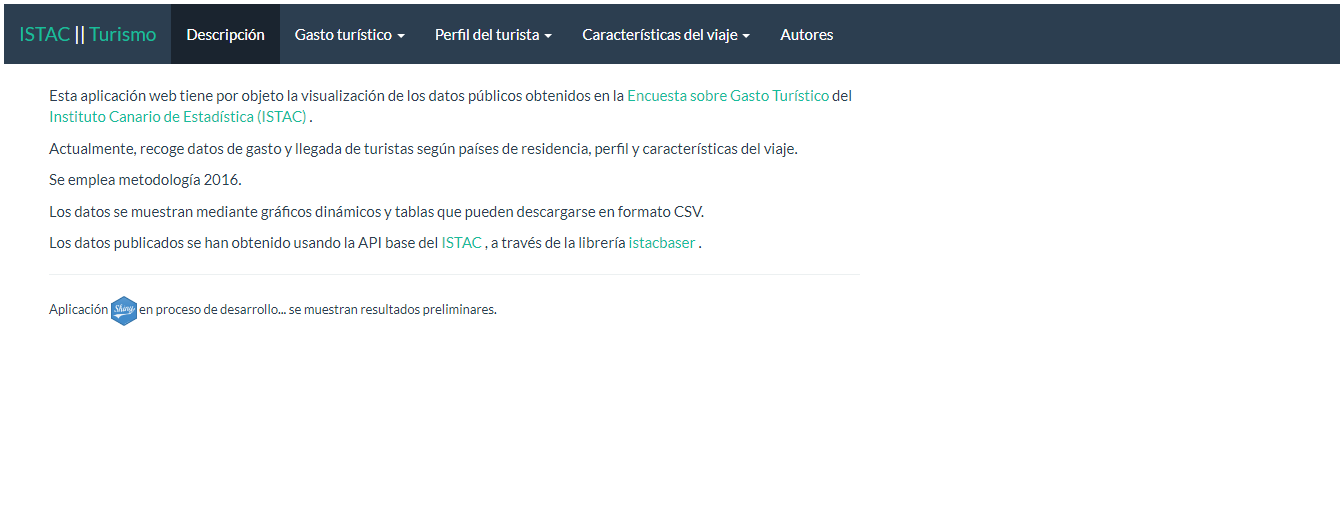 ISTAC || Turismo Descripción Gasto turístico Perfil del turista Características del viaje Autores
Esta aplicación web tiene por objeto la visualización de los datos públicos obtenidos en la Encuesta sobre Gasto Turístico del
Instituto Canario de Estadística (ISTAC) .
Actualmente, recoge datos de gasto y llegada de turistas según países de residencia, perfil y características del viaje.
Se emplea metodología 2016.
Los datos se muestran mediante gráficos dinámicos y tablas que pueden descargarse en formato CSV.
Los datos publicados se han obtenido usando la API base del ISTAC , a través de la librería istacbaser .
Aplicación Shiny en proceso de desarrollo... se muestran resultados preliminares.